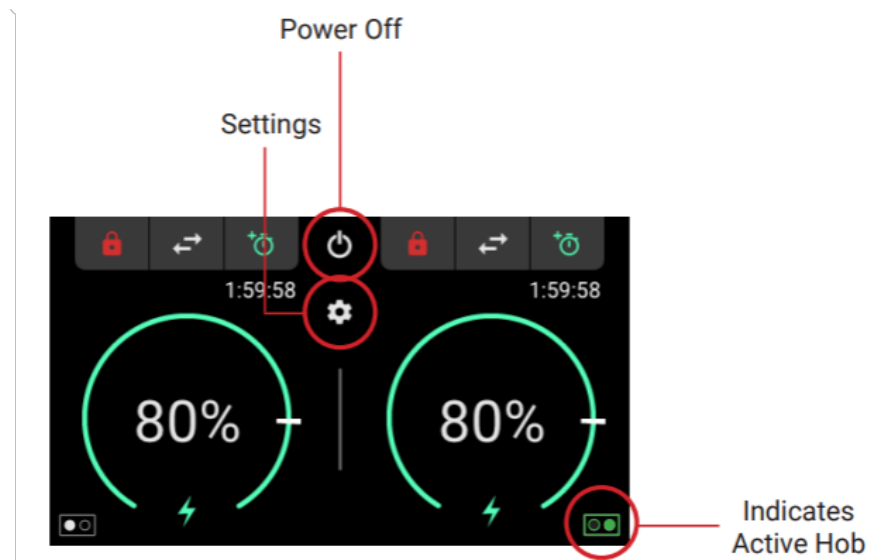 Power Off
Settings
1:59:58
1:59:58
80%
80%
Indicates
Active Hob